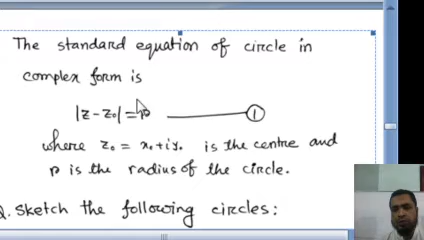 The standard equation of circle in
complex form is
|z - z₀| = r ——— ①
where z₀ = x₀ + iy₀ is the centre and
r is the radius of the circle.
Q. Sketch the following circles: